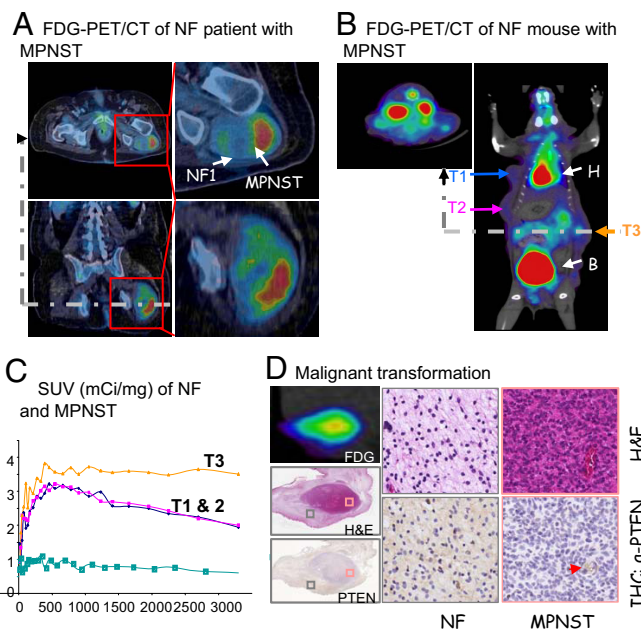 A FDG-PET/CT of NF patient with
MPNST
NF1
MPNST
B FDG-PET/CT of NF mouse with
MPNST
T1
T2
H
T3
B
C
SUV (mCi/mg) of NF
and MPNST
4
3
2
1
0
T3
T1 & 2
0 500 1000 1500 2000 2500 3000
D Malignant transformation
FDG
H&E
PTEN
H&E
IHC: α-PTEN
NF
MPNST